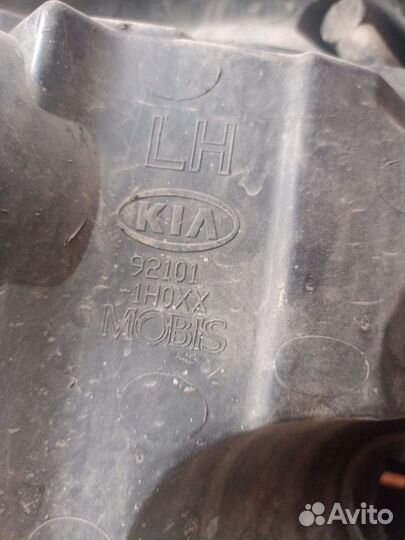 LH
KIA
92101
-1H0XX
MOBIS
Avito